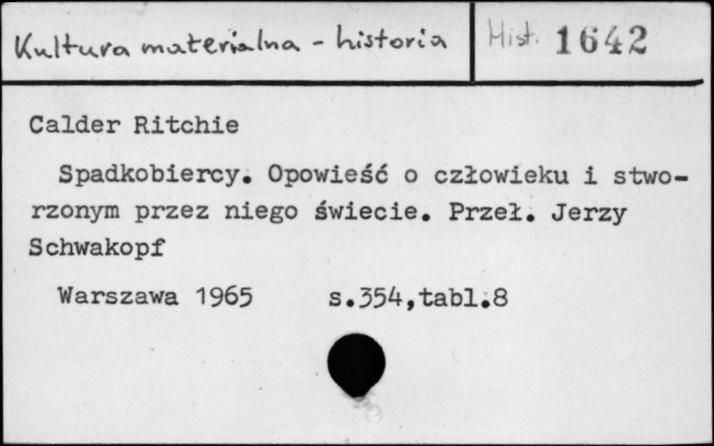 Kultura materialna - historia
Hist. 1642
Calder Ritchie
Spadkobiercy. Opowieść o człowieku i stwo-
rzonym przez niego świecie. Przeł. Jerzy
Schwakopf
Warszawa 1965 s.354,tabl.8